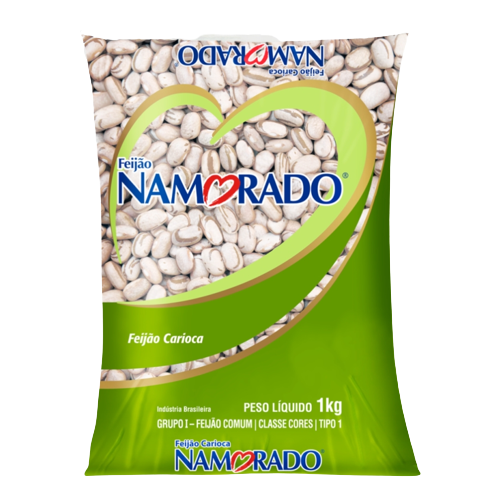 NAMORADO
Feijão Carioca
Feijão
NAMORADO®
Feijão Carioca
Indústria Brasileira
PESO LÍQUIDO 1kg
GRUPO I – FEIJÃO COMUM | CLASSE CORES | TIPO 1
Feijão Carioca
NAMORADO